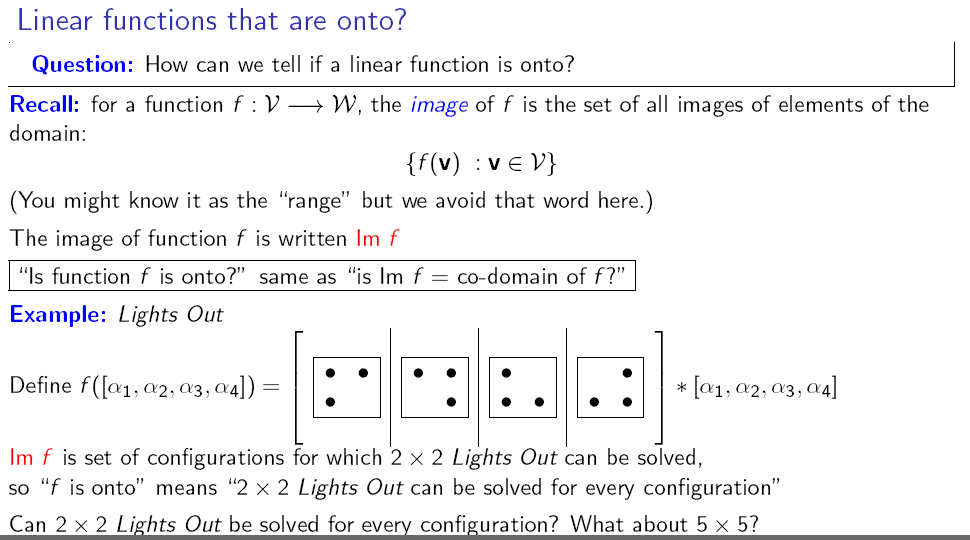 Linear functions that are onto?
Question: How can we tell if a linear function is onto?
Recall: for a function f : V ⟶ W, the image of f is the set of all images of elements of the
domain:
{f(v) : v ∈ V}
(You might know it as the “range” but we avoid that word here.)
The image of function f is written Im f
“Is function f is onto?” same as “is Im f = co-domain of f?”
Example: Lights Out
Define f([α₁, α₂, α₃, α₄]) = [ • • • | • • • | • • • | • • • ] ∗ [α₁, α₂, α₃, α₄]
Im f is set of configurations for which 2 × 2 Lights Out can be solved,
so “f is onto” means “2 × 2 Lights Out can be solved for every configuration”
Can 2 × 2 Lights Out be solved for every configuration? What about 5 × 5?